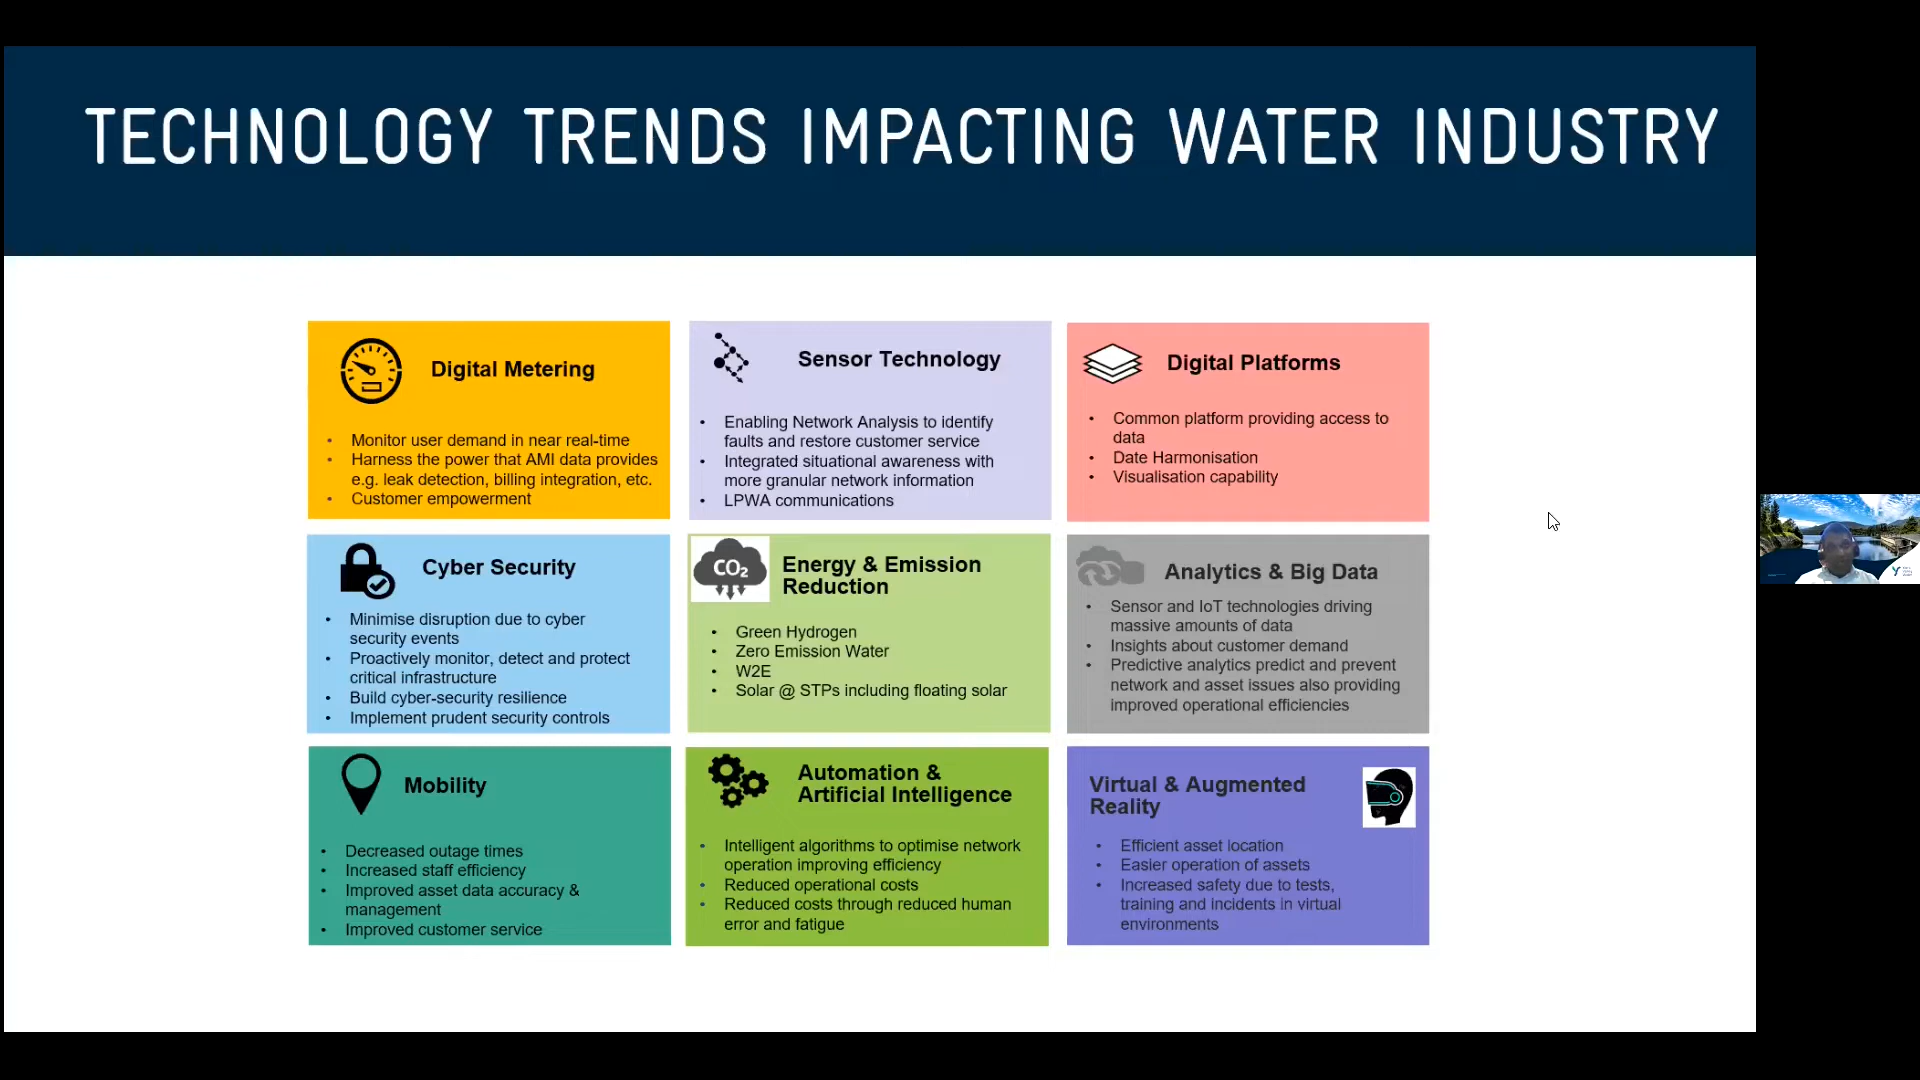 TECHNOLOGY TRENDS IMPACTING WATER INDUSTRY
Digital Metering
• Monitor user demand in near real-time
• Harness the power that AMI data provides
e.g. leak detection, billing integration, etc.
• Customer empowerment
Sensor Technology
• Enabling Network Analysis to identify
faults and restore customer service
• Integrated situational awareness with
more granular network information
• LPWA communications
Digital Platforms
• Common platform providing access to
data
• Date Harmonisation
• Visualisation capability
Cyber Security
• Minimise disruption due to cyber
security events
• Proactively monitor, detect and protect
critical infrastructure
• Build cyber-security resilience
• Implement prudent security controls
CO2
Energy & Emission
Reduction
• Green Hydrogen
• Zero Emission Water
• W2E
• Solar @ STPs including floating solar
Analytics & Big Data
• Sensor and IoT technologies driving
massive amounts of data
• Insights about customer demand
• Predictive analytics predict and prevent
network and asset issues also providing
improved operational efficiencies
Mobility
• Decreased outage times
• Increased staff efficiency
• Improved asset data accuracy &
management
• Improved customer service
Automation &
Artificial Intelligence
• Intelligent algorithms to optimise network
operation improving efficiency
• Reduced operational costs
• Reduced costs through reduced human
error and fatigue
Virtual & Augmented
Reality
• Efficient asset location
• Easier operation of assets
• Increased safety due to tests,
training and incidents in virtual
environments